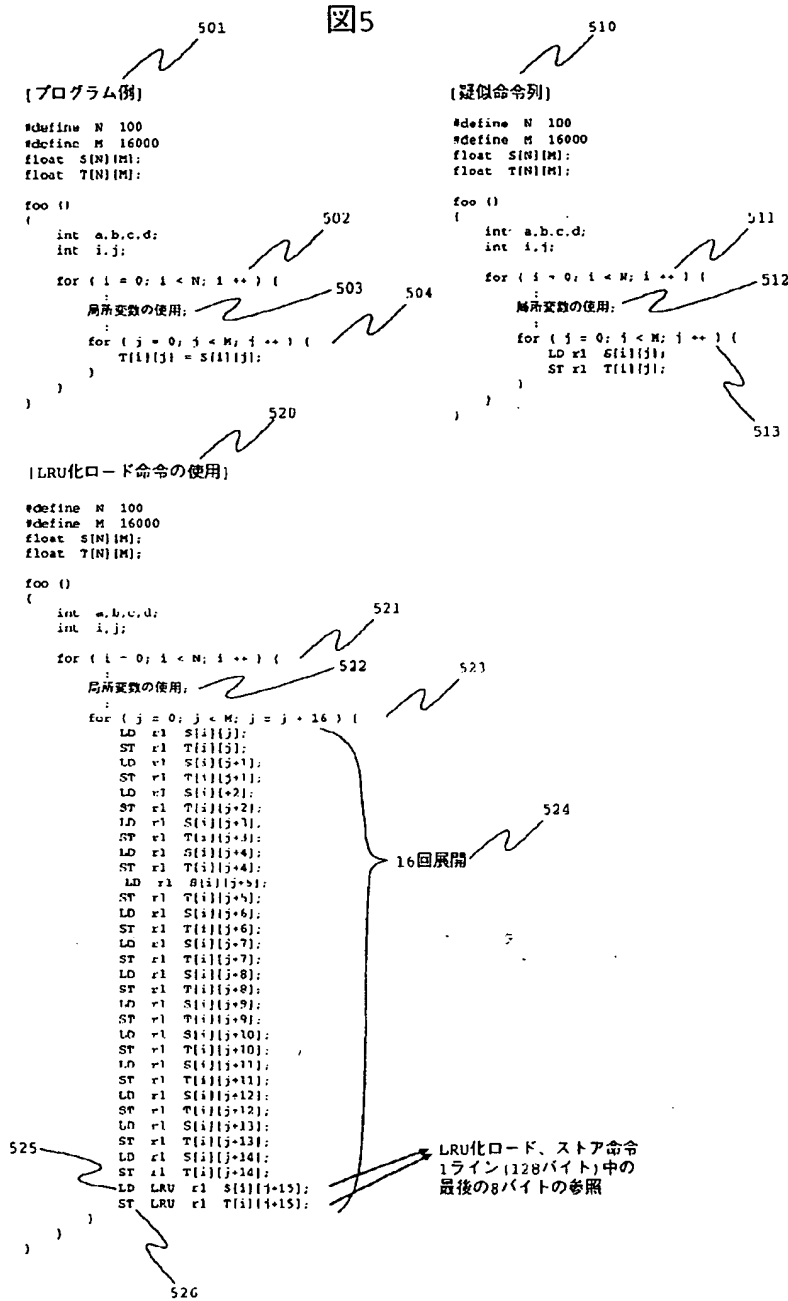 図5
501
[プログラム例]
#define N 100
#define M 16000
float S[N][M];
float T[N][M];
foo ()
{
int a,b,c,d;
int i,j;
502
for ( i = 0; i < N; i ++ ) {
:
503
局所変数の使用;
:
504
for ( j = 0; j < M; j ++ ) {
T[i][j] = S[i][j];
}
}
}
510
[疑似命令列]
#define N 100
#define M 16000
float S[N][M];
float T[N][M];
foo ()
{
int a,b,c,d;
int i,j;
511
for ( i = 0; i < N; i ++ ) {
:
512
局所変数の使用;
:
for ( j = 0; j < M; j ++ ) {
LD r1 S[i][j];
ST r1 T[i][j];
}
}
}
513
520
[LRU化ロード命令の使用]
#define N 100
#define M 16000
float S[N][M];
float T[N][M];
foo ()
{
int a,b,c,d;
int i,j;
521
for ( i = 0; i < N; i ++ ) {
:
522
局所変数の使用;
:
523
for ( j = 0; j < M; j = j + 16 ) {
LD r1 S[i][j];
ST r1 T[i][j];
LD r1 S[i][j+1];
ST r1 T[i][j+1];
LD r1 S[i][+2];
ST r1 T[i][j+2];
LD r1 S[i][j+3];
ST r1 T[i][j+3];
LD r1 S[i][j+4];
ST r1 T[i][j+4];
LD r1 S[i][j+5];
ST r1 T[i][j+5];
LD r1 S[i][j+6];
ST r1 T[i][j+6];
LD r1 S[i][j+7];
ST r1 T[i][j+7];
LD r1 S[i][j+8];
ST r1 T[i][j+8];
LD r1 S[i][j+9];
ST r1 T[i][j+9];
LD r1 S[i][j+10];
ST r1 T[i][j+10];
LD r1 S[i][j+11];
ST r1 T[i][j+11];
LD r1 S[i][j+12];
ST r1 T[i][j+12];
LD r1 S[i][j+13];
ST r1 T[i][j+13];
LD r1 S[i][j+14];
ST r1 T[i][j+14];
LD LRU r1 S[i][j+15];
ST LRU r1 T[i][j+15];
}
}
}
524
16回展開
525
LRU化ロード、ストア命令
1ライン(128バイト)中の
最後の8バイトの参照
526